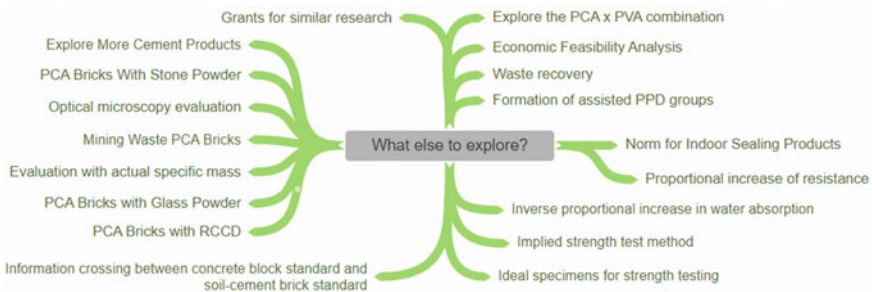 Grants for similar research
Explore More Cement Products
PCA Bricks With Stone Powder
Optical microscopy evaluation
Mining Waste PCA Bricks
Evaluation with actual specific mass
PCA Bricks with Glass Powder
PCA Bricks with RCCD
Information crossing between concrete block standard and
soil-cement brick standard
What else to explore?
Explore the PCA x PVA combination
Economic Feasibility Analysis
Waste recovery
Formation of assisted PPD groups
Norm for Indoor Sealing Products
Proportional increase of resistance
Inverse proportional increase in water absorption
Implied strength test method
Ideal specimens for strength testing